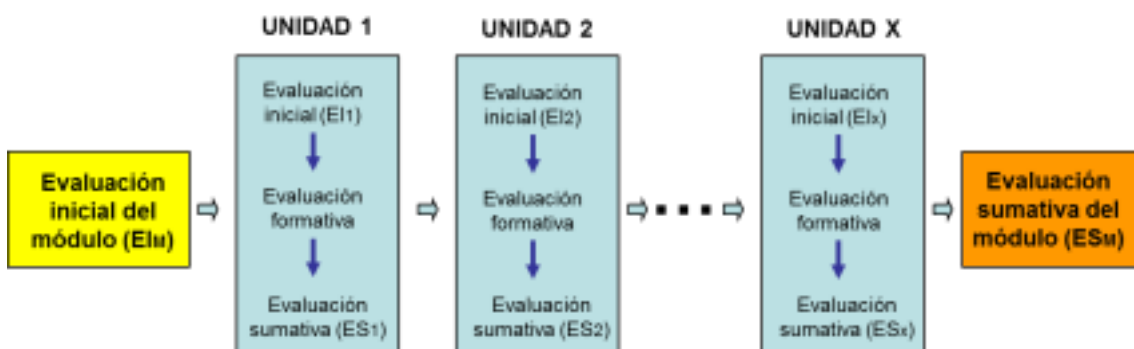 UNIDAD 1
UNIDAD 2
UNIDAD X
Evaluación
inicial del
módulo (EIM)
Evaluación
inicial (EI1)
Evaluación
formativa
Evaluación
sumativa (ES1)
Evaluación
inicial (EI2)
Evaluación
formativa
Evaluación
sumativa (ES2)
Evaluación
inicial (EIx)
Evaluación
formativa
Evaluación
sumativa (ESx)
Evaluación
sumativa del
módulo (ESM)